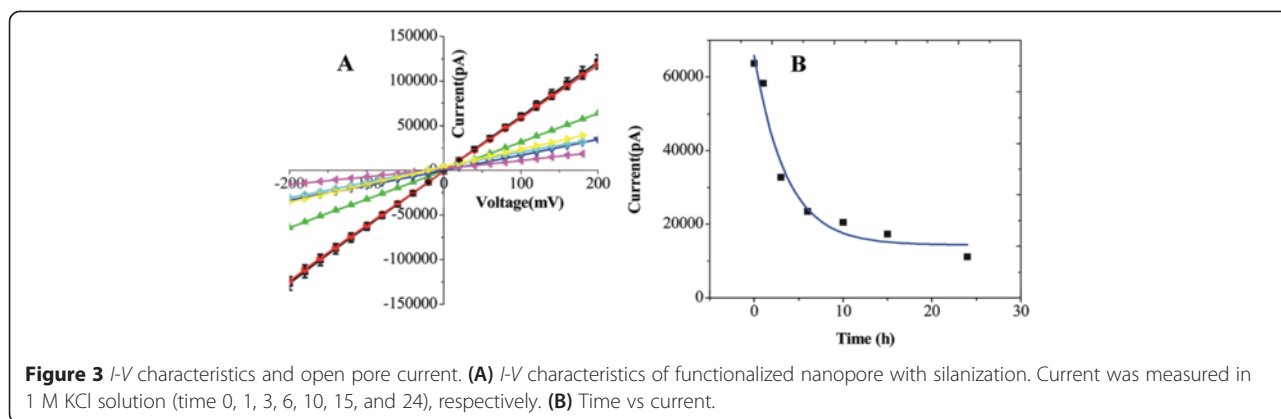 A
150000
100000
50000
0
-50000
-100000
-150000
-200
0
100
200
Current(pA)
Voltage(mV)
B
60000
40000
20000
0
0
10
20
30
Current(pA)
Time (h)
Figure 3 I-V characteristics and open pore current. (A) I-V characteristics of functionalized nanopore with silanization. Current was measured in
1 M KCl solution (time 0, 1, 3, 6, 10, 15, and 24), respectively. (B) Time vs current.